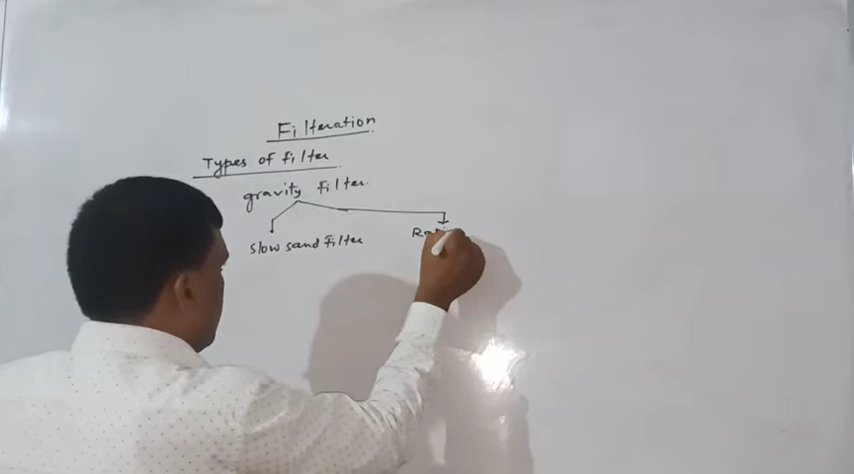 Filteration
Types of filter
gravity filter.
Slow sand Filter